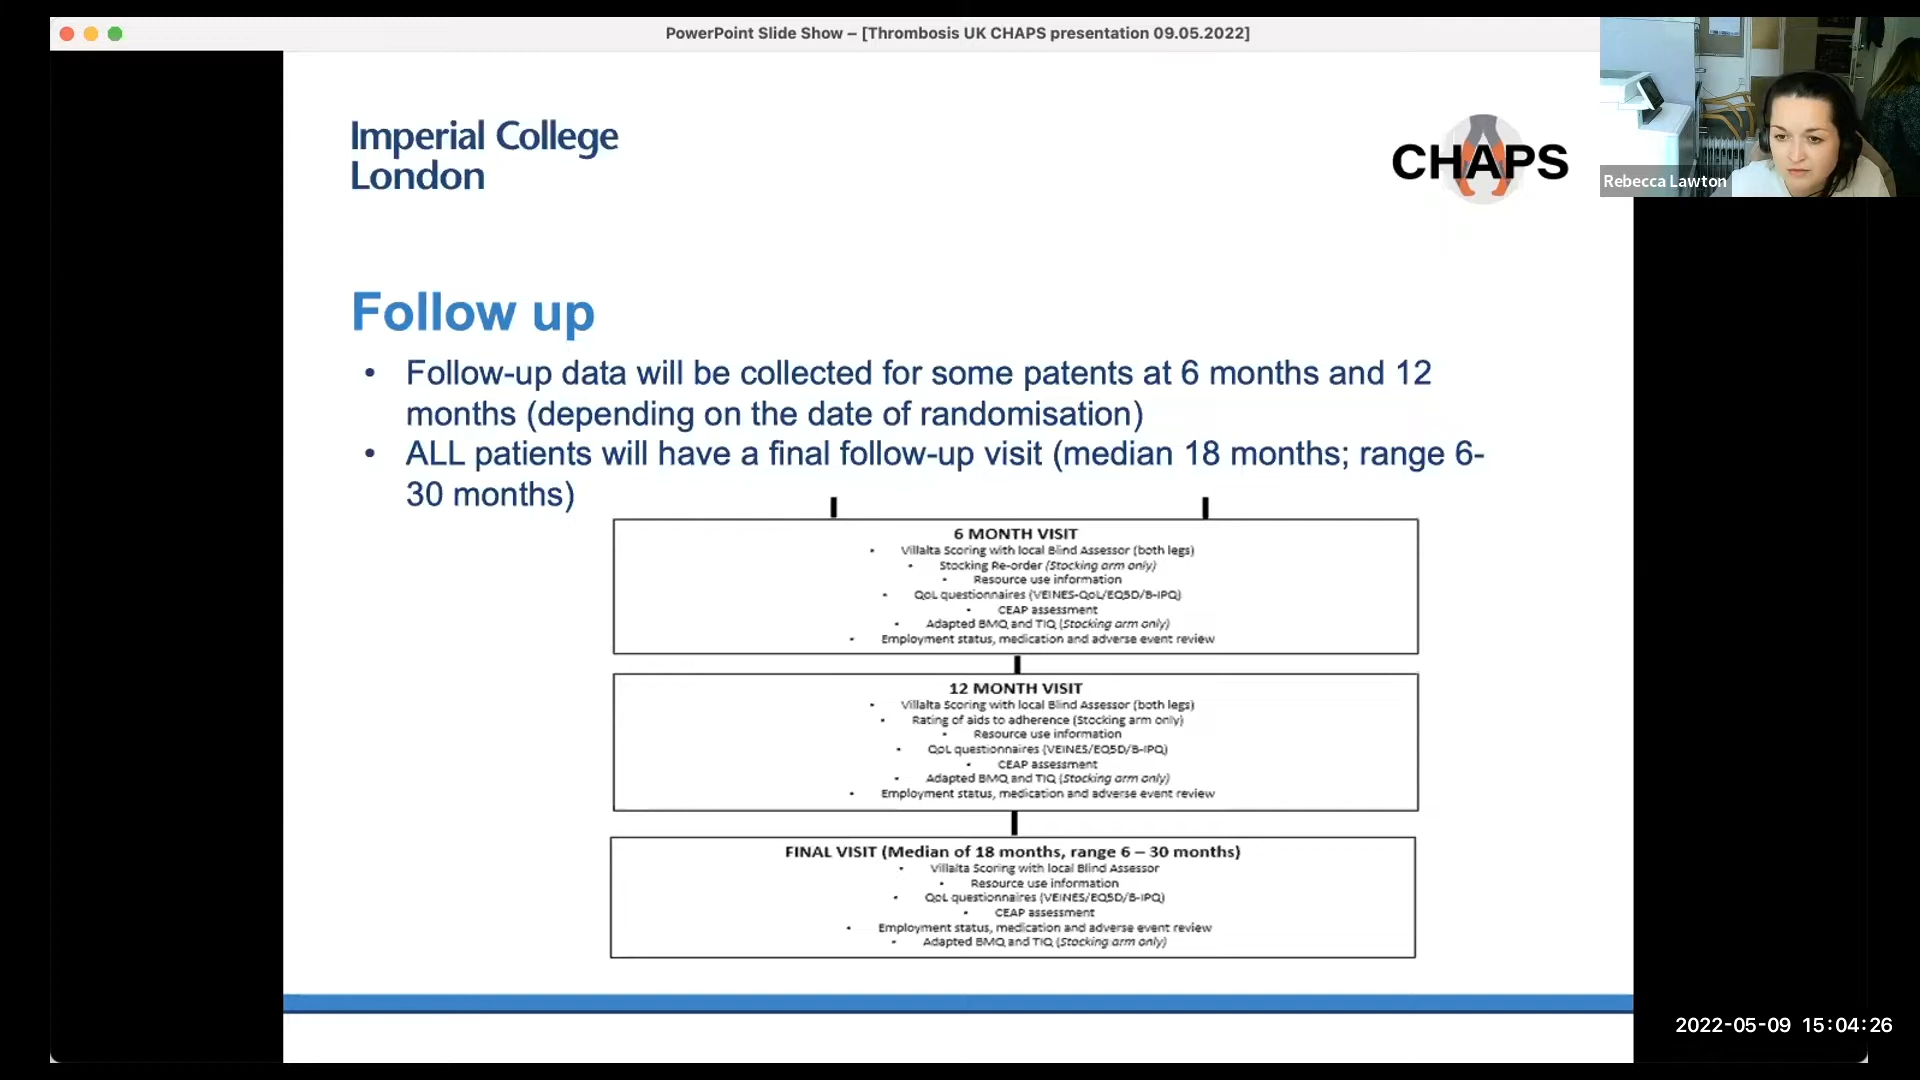 PowerPoint Slide Show – [Thrombosis UK CHAPS presentation 09.05.2022]
Imperial College
London
CHAPS
Rebecca Lawton
Follow up
• Follow-up data will be collected for some patents at 6 months and 12
months (depending on the date of randomisation)
• ALL patients will have a final follow-up visit (median 18 months; range 6-
30 months)
6 MONTH VISIT
• Villalta Scoring with local Blind Assessor (both legs)
• Stocking Re-order (Stocking arm only)
• Resource use information
• QoL questionnaires (VEINES-QoL/EQ5D/B-IPQ)
• CEAP assessment
• Adapted BMQ and TIQ (Stocking arm only)
• Employment status, medication and adverse event review
12 MONTH VISIT
• Villalta Scoring with local Blind Assessor (both legs)
• Rating of aids to adherence (Stocking arm only)
• Resource use information
• QoL questionnaires (VEINES/EQ5D/B-IPQ)
• CEAP assessment
• Adapted BMQ and TIQ (Stocking arm only)
• Employment status, medication and adverse event review
FINAL VISIT (Median of 18 months, range 6 – 30 months)
• Villalta Scoring with local Blind Assessor
• Resource use information
• QoL questionnaires (VEINES/EQ5D/B-IPQ)
• CEAP assessment
• Employment status, medication and adverse event review
• Adapted BMQ and TIQ (Stocking arm only)
2022-05-09 15:04:26